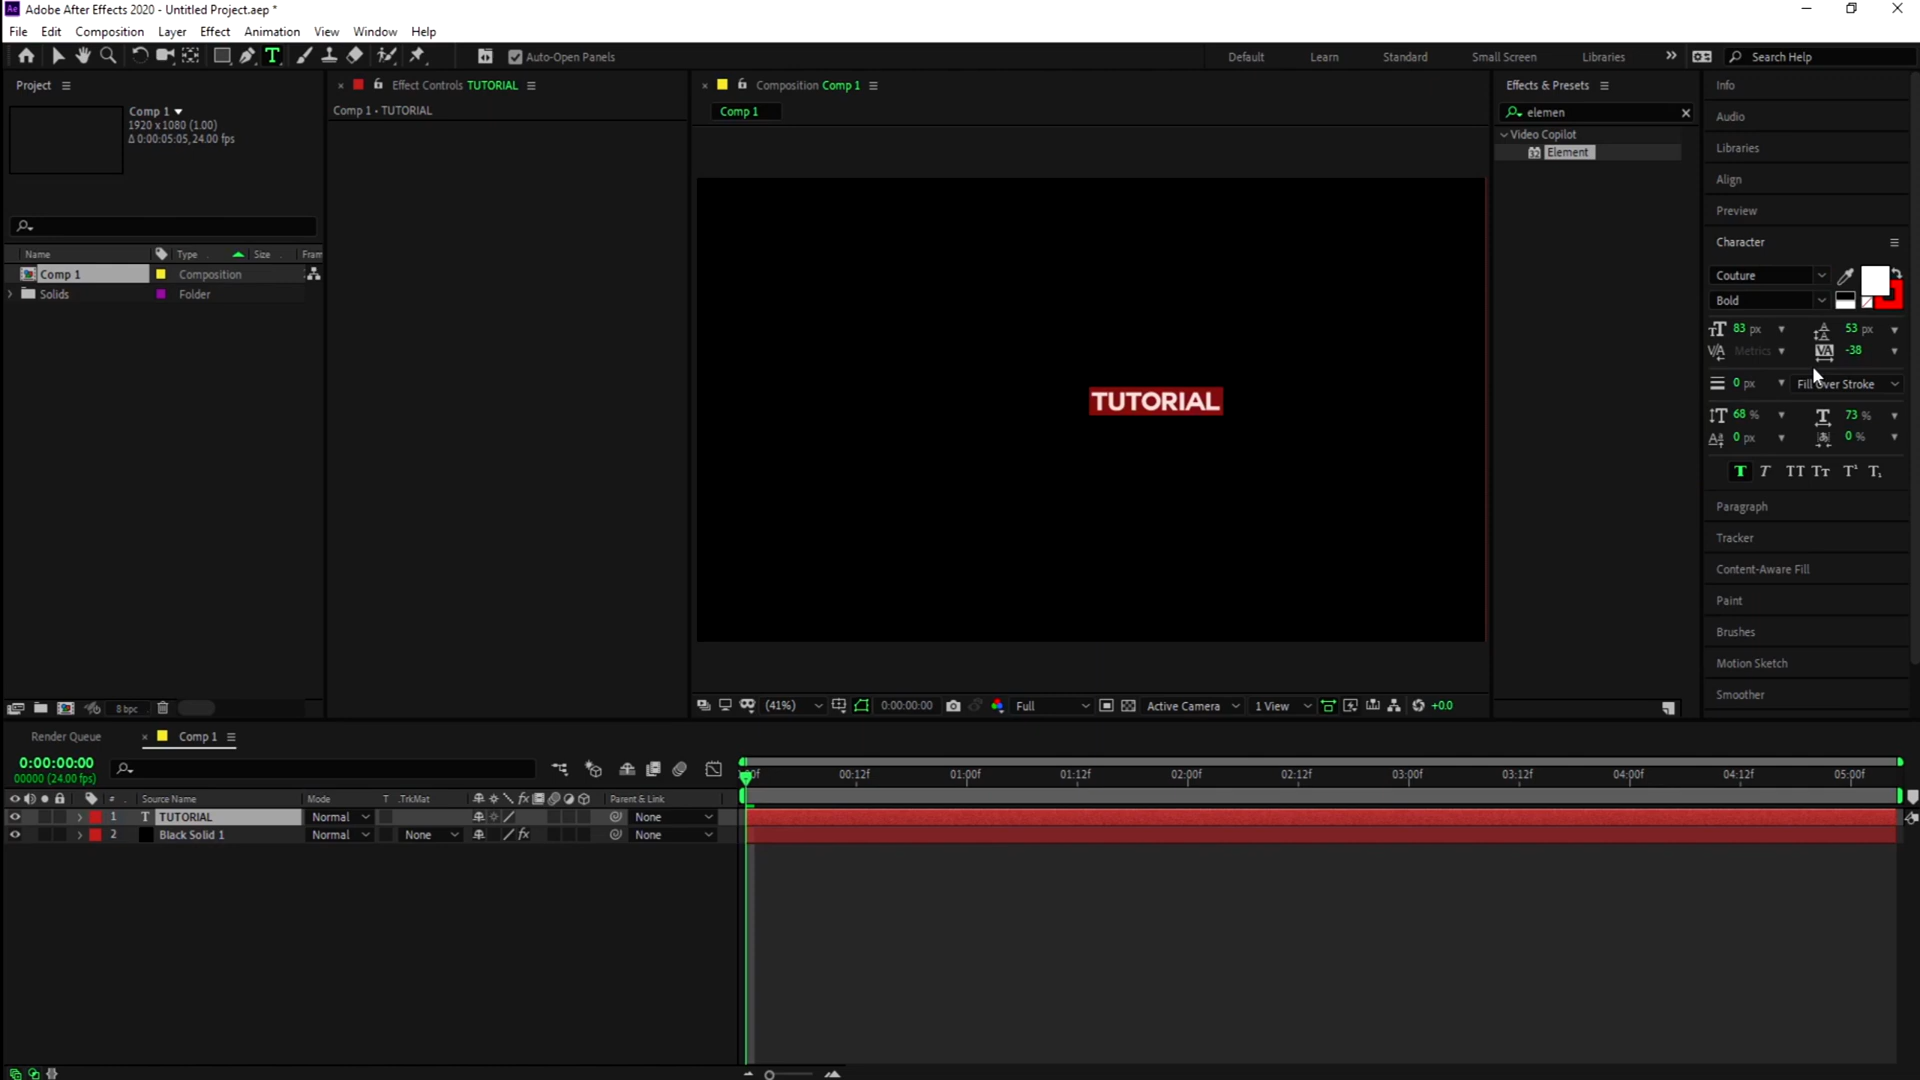 Adobe After Effects 2020 - Untitled Project.aep *
File Edit Composition Layer Effect Animation View Window Help
Auto-Open Panels Default Learn Standard Small Screen Libraries Search Help
Project
Comp 1
1920 x 1080 (1.00)
Δ 0:00:05:05, 24.00 fps
Name Type Size Fram
Comp 1 Composition
Solids Folder
8 bpc
Effect Controls TUTORIAL
Comp 1 • TUTORIAL
Composition Comp 1
Comp 1
TUTORIAL
(41%) 0:00:00:00 Full Active Camera 1 View +0.0
Effects & Presets
elemen
Video Copilot
Element
Info
Audio
Libraries
Align
Preview
Character
Couture
Bold
83 px 53 px
Metrics -38
0 px Fill Over Stroke
68 % 73 %
0 px 0 %
Paragraph
Tracker
Content-Aware Fill
Paint
Brushes
Motion Sketch
Smoother
Render Queue Comp 1
0:00:00:00
00000 (24.00 fps)
# Source Name Mode T .TrkMat Parent & Link
1 T TUTORIAL Normal None
2 Black Solid 1 Normal None None
00:12f 01:00f 01:12f 02:00f 02:12f 03:00f 03:12f 04:00f 04:12f 05:00f